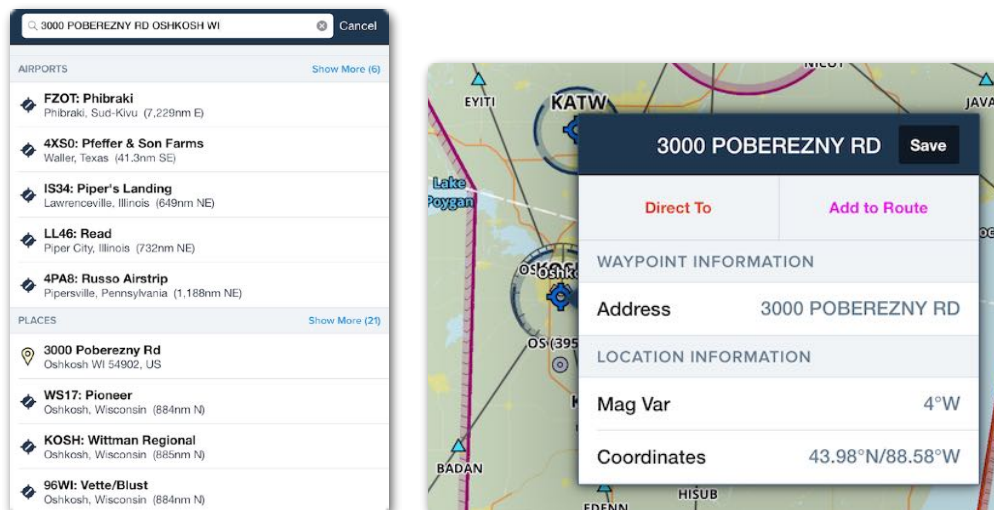 3000 POBEREZNY RD OSHKOSH WI
Cancel
AIRPORTS
Show More (6)
FZOT: Phibraki
Phibraki, Sud-Kivu (7,229nm E)
4XS0: Pfeffer & Son Farms
Waller, Texas (41.3nm SE)
IS34: Piper's Landing
Lawrenceville, Illinois (649nm NE)
LL46: Read
Piper City, Illinois (732nm NE)
4PA8: Russo Airstrip
Pipersville, Pennsylvania (1,188nm NE)
PLACES
Show More (21)
3000 Poberezny Rd
Oshkosh WI 54902, US
WS17: Pioneer
Oshkosh, Wisconsin (884nm N)
KOSH: Wittman Regional
Oshkosh, Wisconsin (885nm N)
96WI: Vette/Blust
Oshkosh, Wisconsin (884nm N)
EYITI
KATW
JAVA
Lake
Poygan
OS (395
BADAN
HISUB
3000 POBEREZNY RD
Save
Direct To
Add to Route
WAYPOINT INFORMATION
Address
3000 POBEREZNY RD
LOCATION INFORMATION
Mag Var
4°W
Coordinates
43.98°N/88.58°W